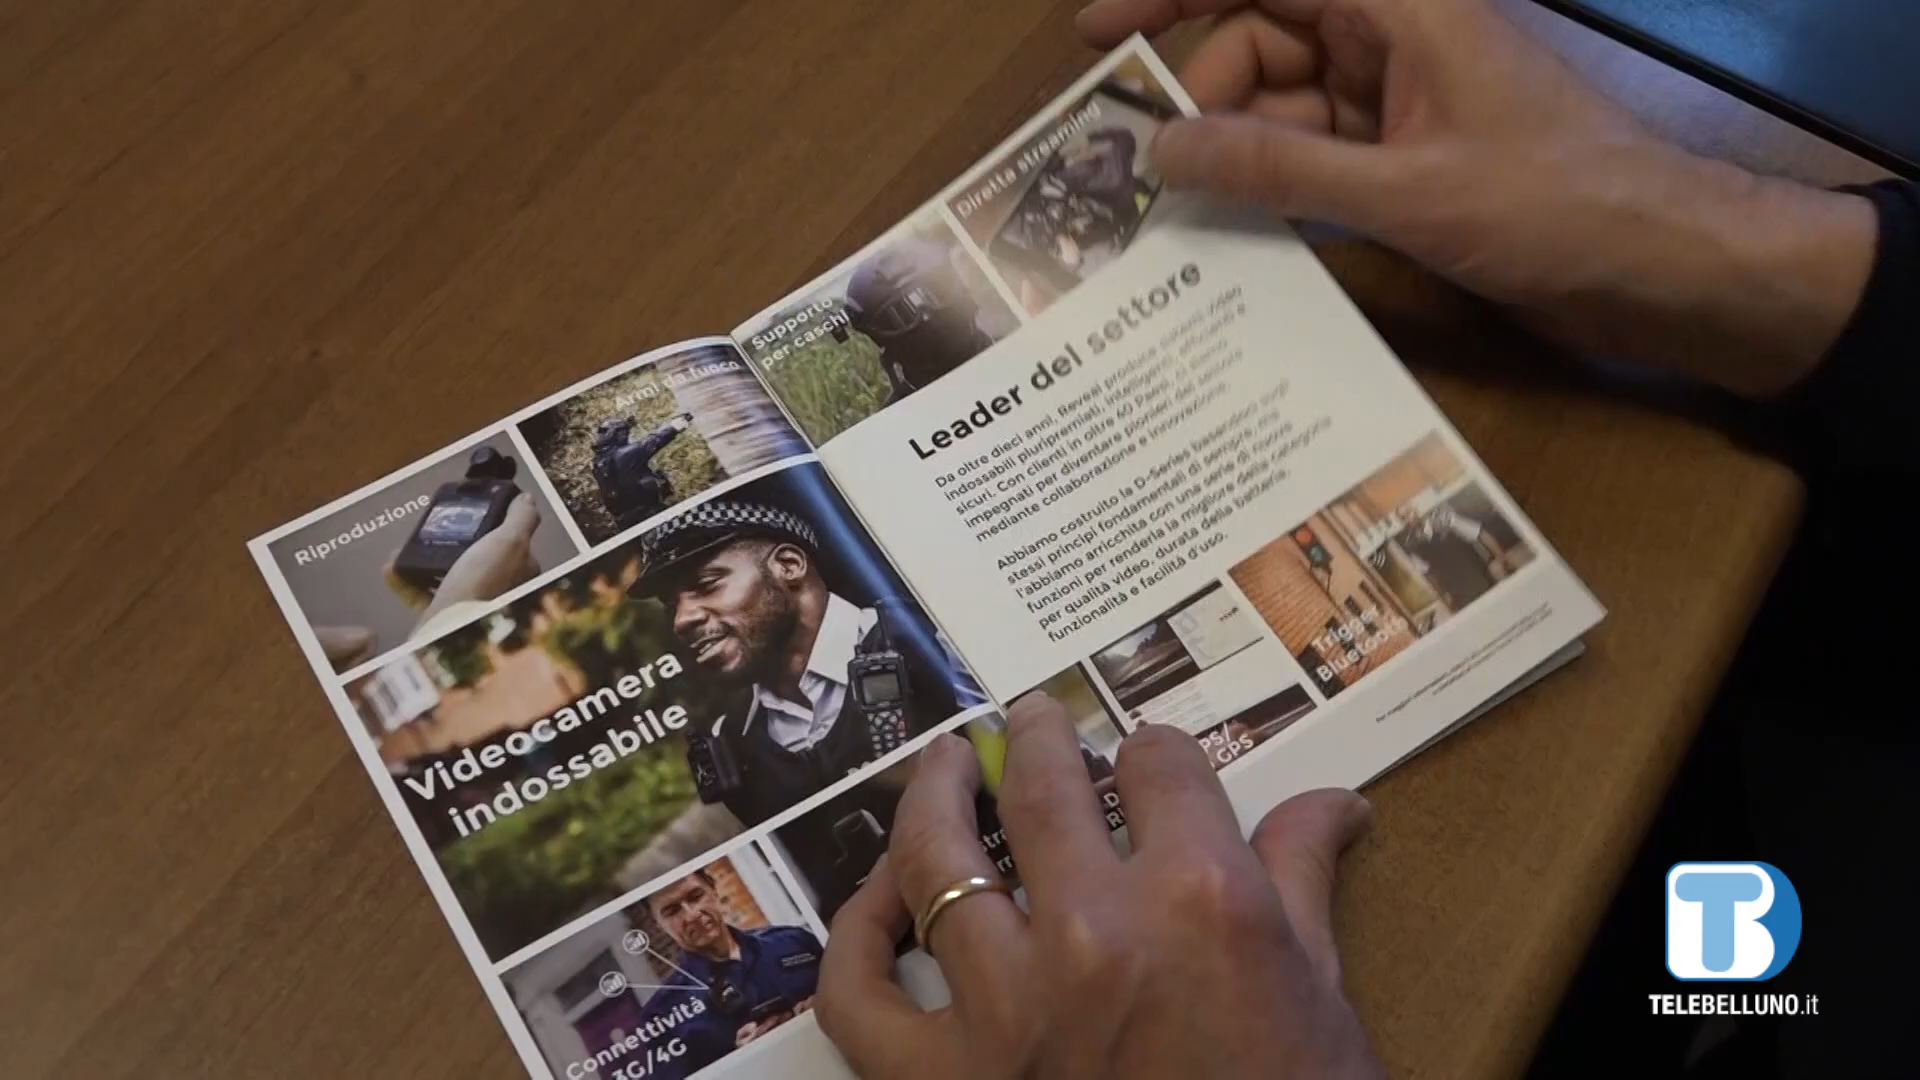 Riproduzione
Armi da fuoco
Videocamera
indossabile
Connettività
3G/4G
Supporto
per caschi
Diretta streaming
Leader del settore
Da oltre dieci anni, Reveal produce sistemi video
indossabili pluripremiati, intelligenti, efficienti e
sicuri. Con clienti in oltre 40 Paesi, ci siamo
impegnati per diventare pionieri del settore
mediante collaborazione e innovazione.
Abbiamo costruito la D-Series basandoci sugli
stessi principi fondamentali di sempre, ma
l'abbiamo arricchita con una serie di nuove
funzioni per renderla la migliore della categoria
per qualità video, durata della batteria,
funzionalità e facilità d'uso.
Trigger
Bluetooth
GPS
TB
TELEBELLUNO.it